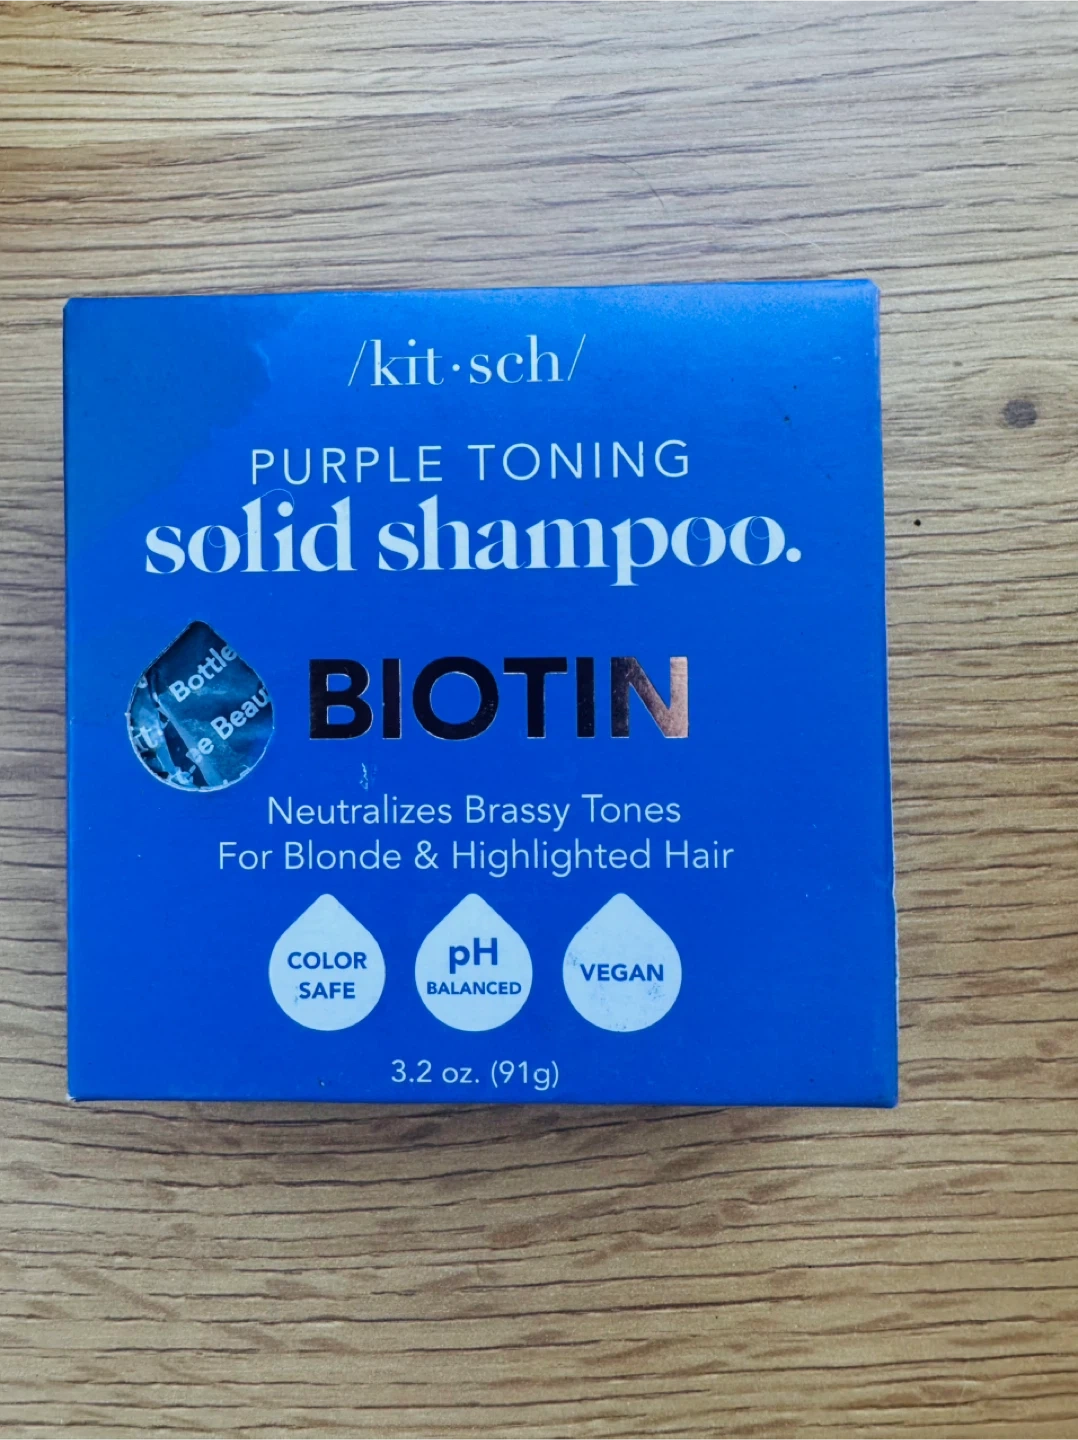 /kit·sch/
PURPLE TONING
solid shampoo.
Bottle
Beau
BIOTIN
Neutralizes Brassy Tones
For Blonde & Highlighted Hair
COLOR
SAFE
pH
BALANCED
VEGAN
3.2 oz. (91g)